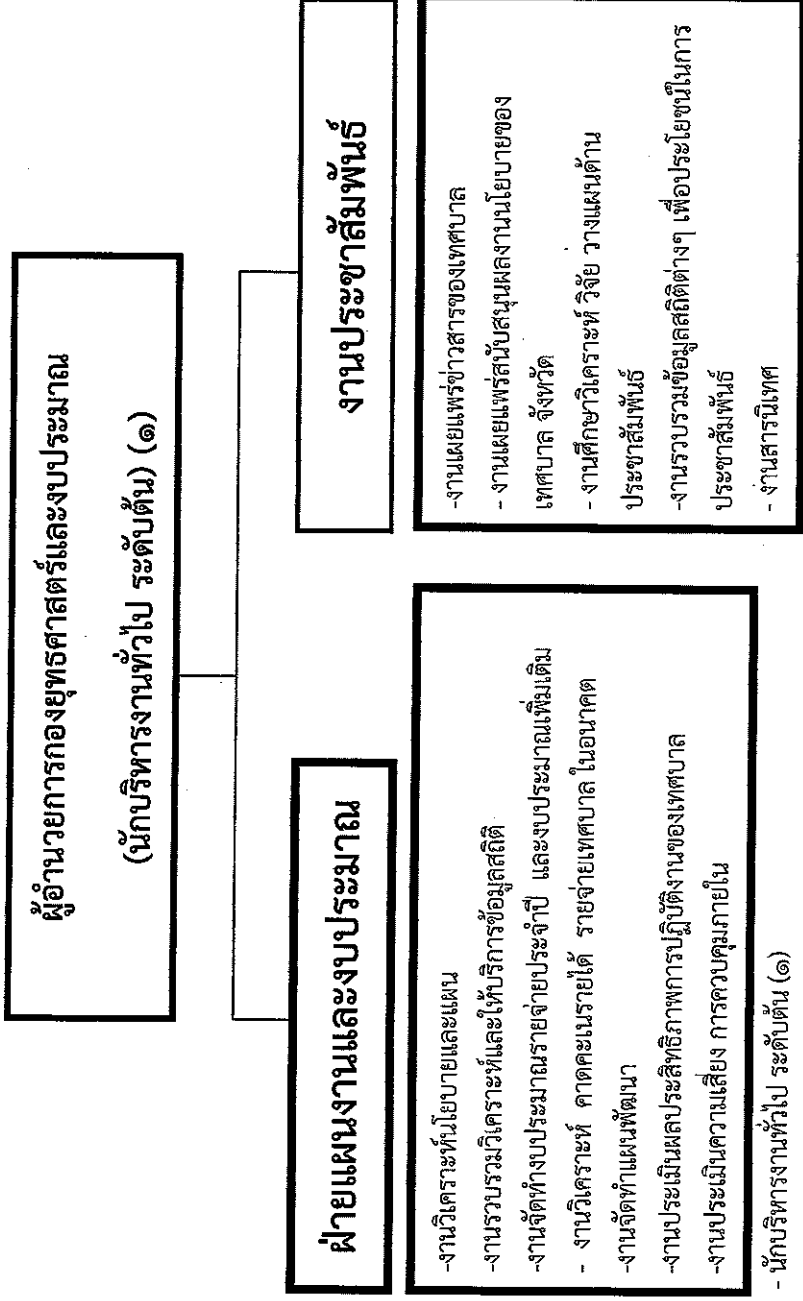 ผู้อำนวยการกองยุทธศาสตร์และงบประมาณ
(นักบริหารงานทั่วไป ระดับต้น) (๑)
ฝ่ายแผนงานและงบประมาณ
-งานวิเคราะห์นโยบายและแผน
-งานรวบรวมวิเคราะห์และให้บริการข้อมูลสถิติ
-งานจัดทำงบประมาณรายจ่ายประจำปี และงบประมาณเพิ่มเติม
- งานวิเคราะห์ คาดคะเนรายได้ รายจ่ายเทศบาล ในอนาคต
-งานจัดทำแผนพัฒนา
-งานประเมินผลประสิทธิภาพการปฏิบัติงานของเทศบาล
-งานประเมินความเสี่ยง การควบคุมภายใน
- นักบริหารงานทั่วไป ระดับต้น (๑)
งานประชาสัมพันธ์
-งานเผยแพร่ข่าวสารของเทศบาล
- งานเผยแพร่สนับสนุนผลงานนโยบายของ
เทศบาล จังหวัด
- งานศึกษาวิเคราะห์ วิจัย วางแผนด้าน
ประชาสัมพันธ์
-งานรวบรวมข้อมูลสถิติต่างๆ เพื่อประโยชน์ในการ
ประชาสัมพันธ์
- งานสารนิเทศ